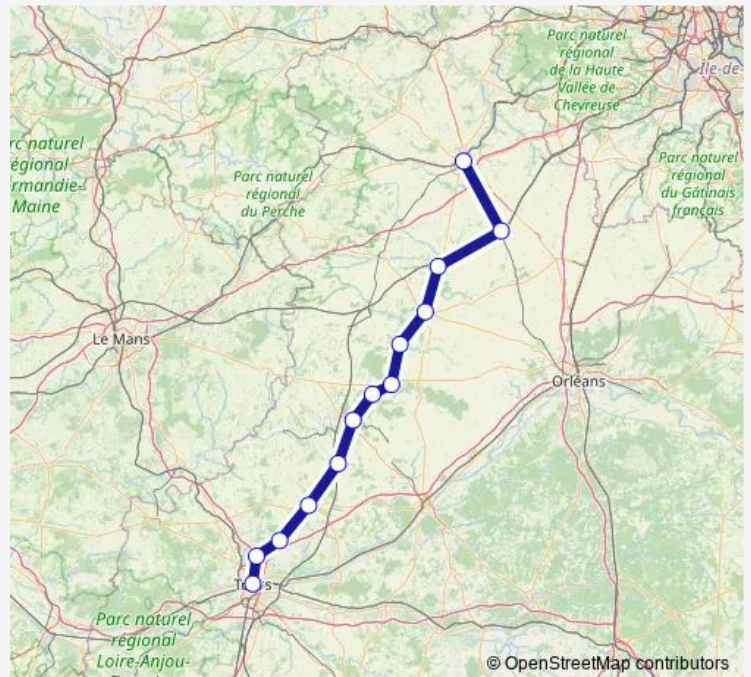 Parc naturel
régional
de la Haute
Vallée de
Chevreuse
Île-de-
rc naturel
égional
rmandie-
Maine
Parc naturel
régional
du Perche
Parc naturel
régional
du Gâtinais
français
Le Mans
Orléans
Parc naturel
régional
Loire-Anjou-
© OpenStreetMap contributors